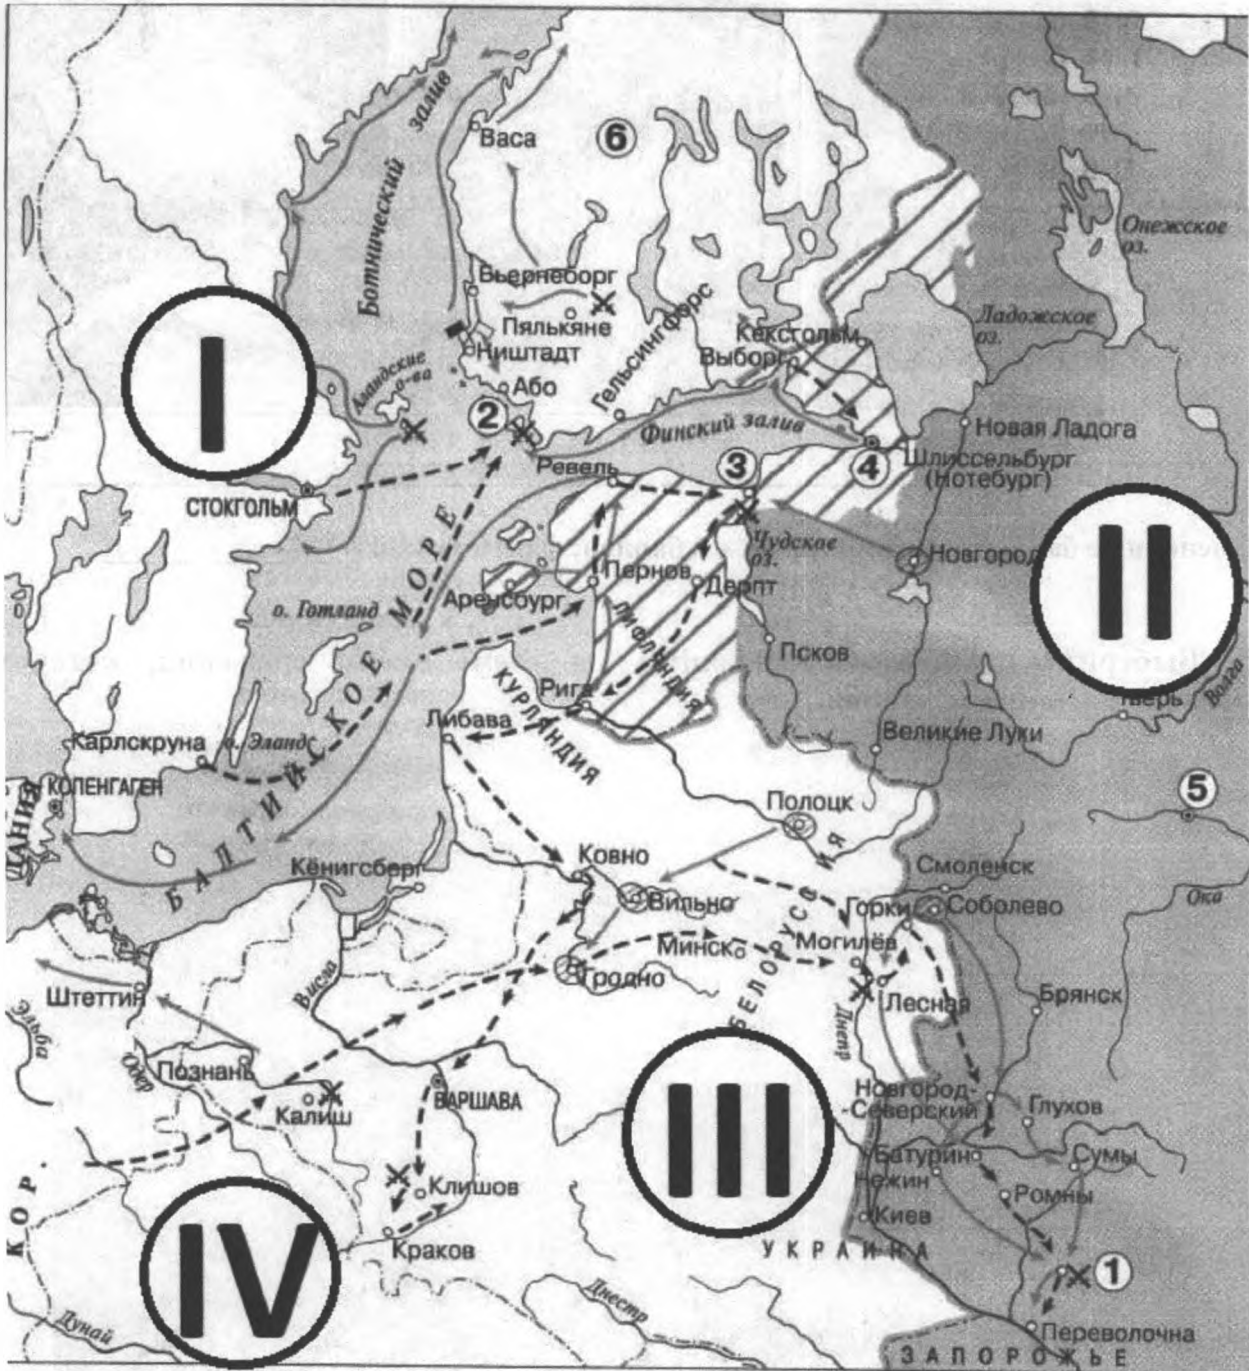 Ботнический
залив
Васа
6
Онежское
оз.
Бьернеборг
Пялькяне
Ништадт
Або
Гельсингфорс
Кексгольм
Выборг
Ладожское
оз.
I
Аландские
о-ва
2
Финский залив
Новая Ладога
Ревель
3
4
Шлиссельбург
(Нотебург)
СТОКГОЛЬМ
Чудское
оз.
Новгород
II
Пернов
Дерпт
Аренсбург
о. Готланд
ЛИФЛЯНДИЯ
Псков
БАЛТИЙСКОЕ МОРЕ
КУРЛЯНДИЯ
Рига
Тверь
Волга
Либава
Великие Луки
Карлскруна
о. Эланд
КОПЕНГАГЕН
ДАНИЯ
Полоцк
5
Ковно
Смоленск
Кёнигсберг
Вильно
Горки
Соболево
Ока
БЕЛОРУССИЯ
Минск
Могилёв
Гродно
Висла
Штеттин
Лесная
Брянск
Эльба
Одер
Днепр
Познань
Калиш
ВАРШАВА
III
Новгород-
Северский
Глухов
Батурин
Сумы
Нежин
Клишов
Ромны
КОР.
IV
Краков
Киев
УКРАИНА
1
Днестр
Дунай
Переволочна
ЗАПОРОЖЬЕ